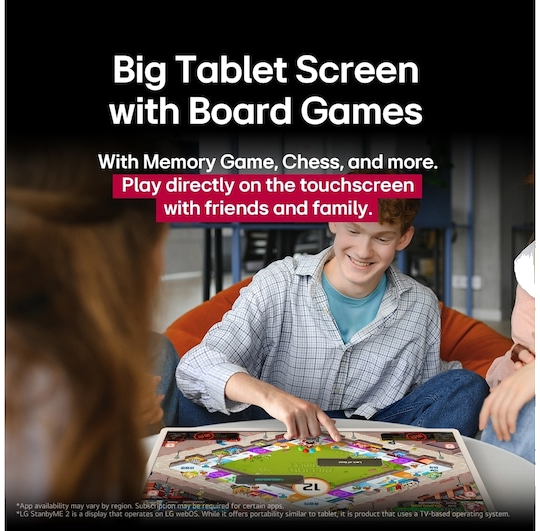 Big Tablet Screen
with Board Games
With Memory Game, Chess, and more.
Play directly on the touchscreen
with friends and family.
12
*App availability may vary by region. Subscription may be required for certain apps.
*LG StanbyME 2 is a display that operates on LG webOS. While it offers portability similar to tablet, it is product that uses a TV-based operating system.